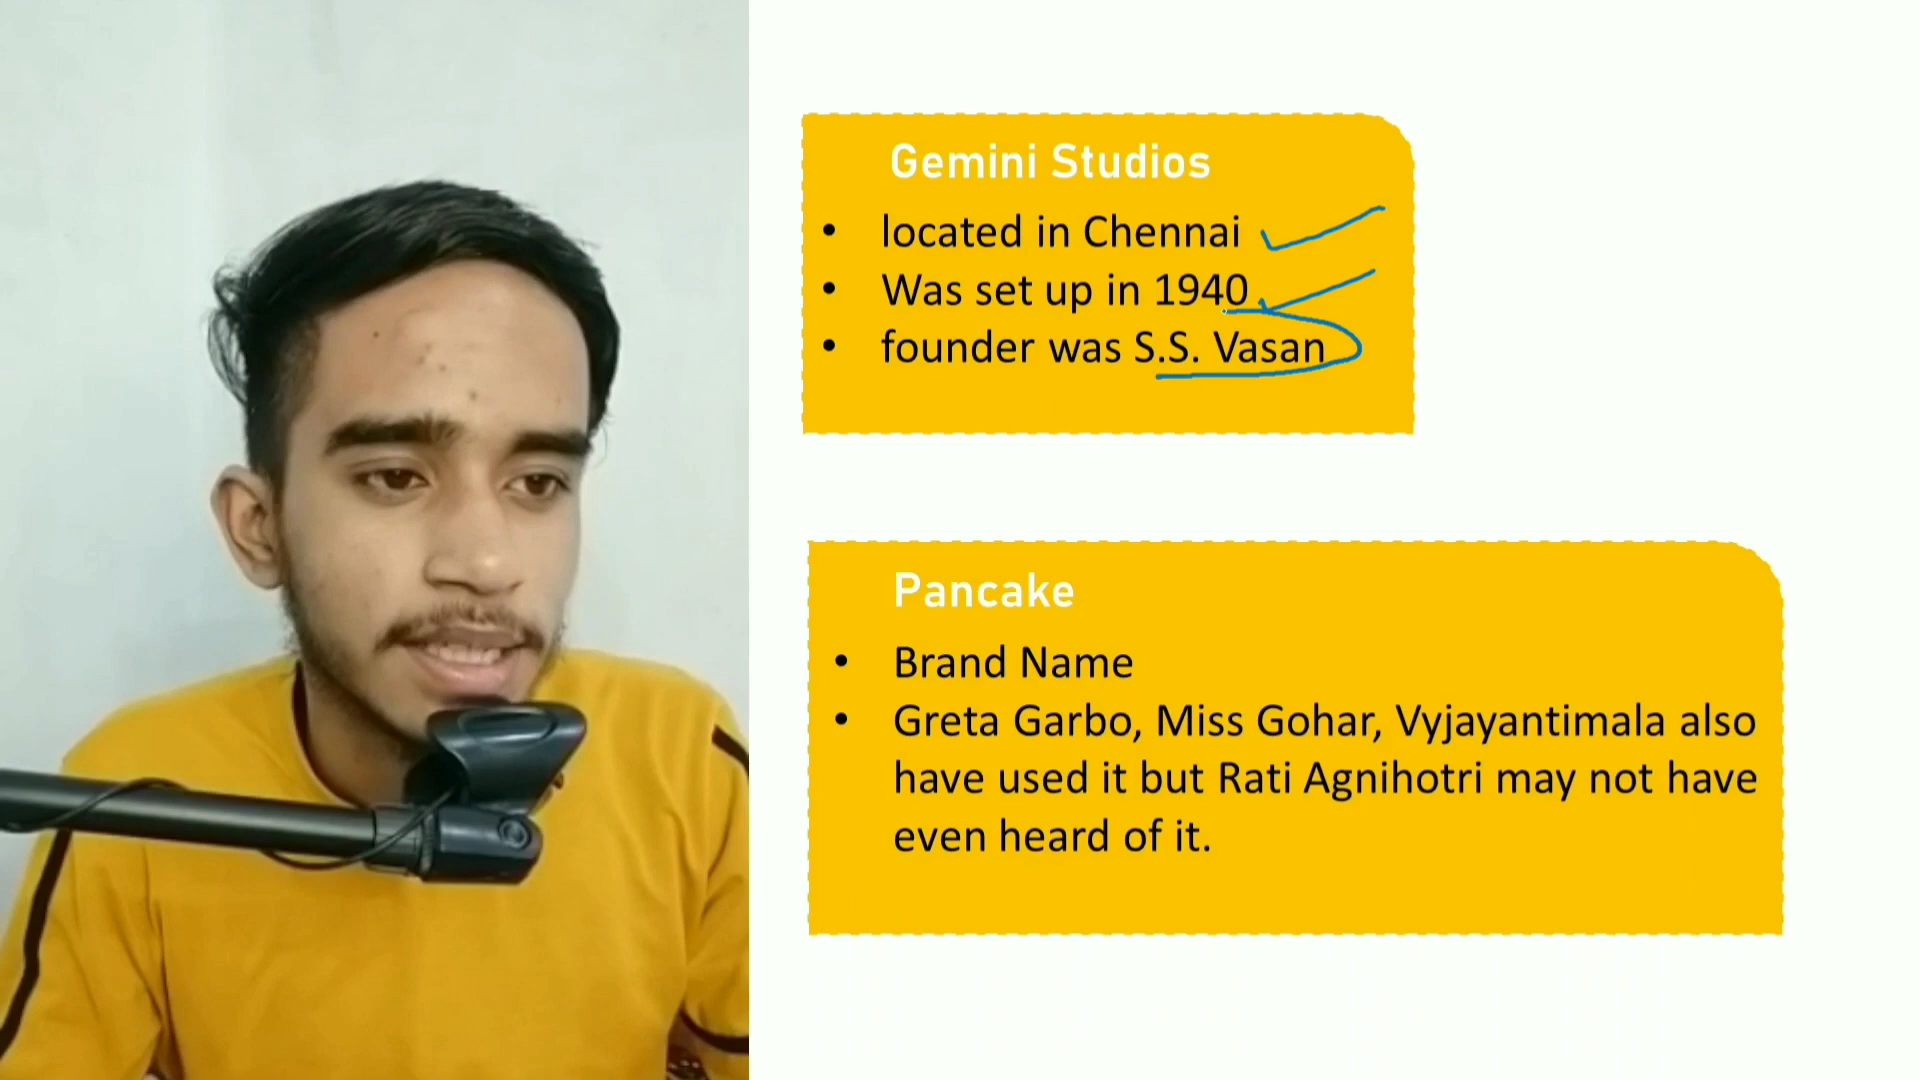 Gemini Studios
• located in Chennai
• Was set up in 1940
• founder was S.S. Vasan
Pancake
• Brand Name
• Greta Garbo, Miss Gohar, Vyjayantimala also
have used it but Rati Agnihotri may not have
even heard of it.